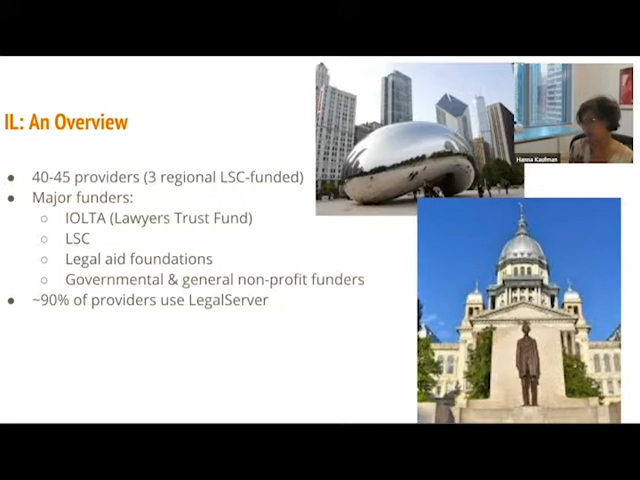 IL: An Overview
● 40-45 providers (3 regional LSC-funded)
● Major funders:
○ IOLTA (Lawyers Trust Fund)
○ LSC
○ Legal aid foundations
○ Governmental & general non-profit funders
● ~90% of providers use LegalServer
Hanna Kaufman